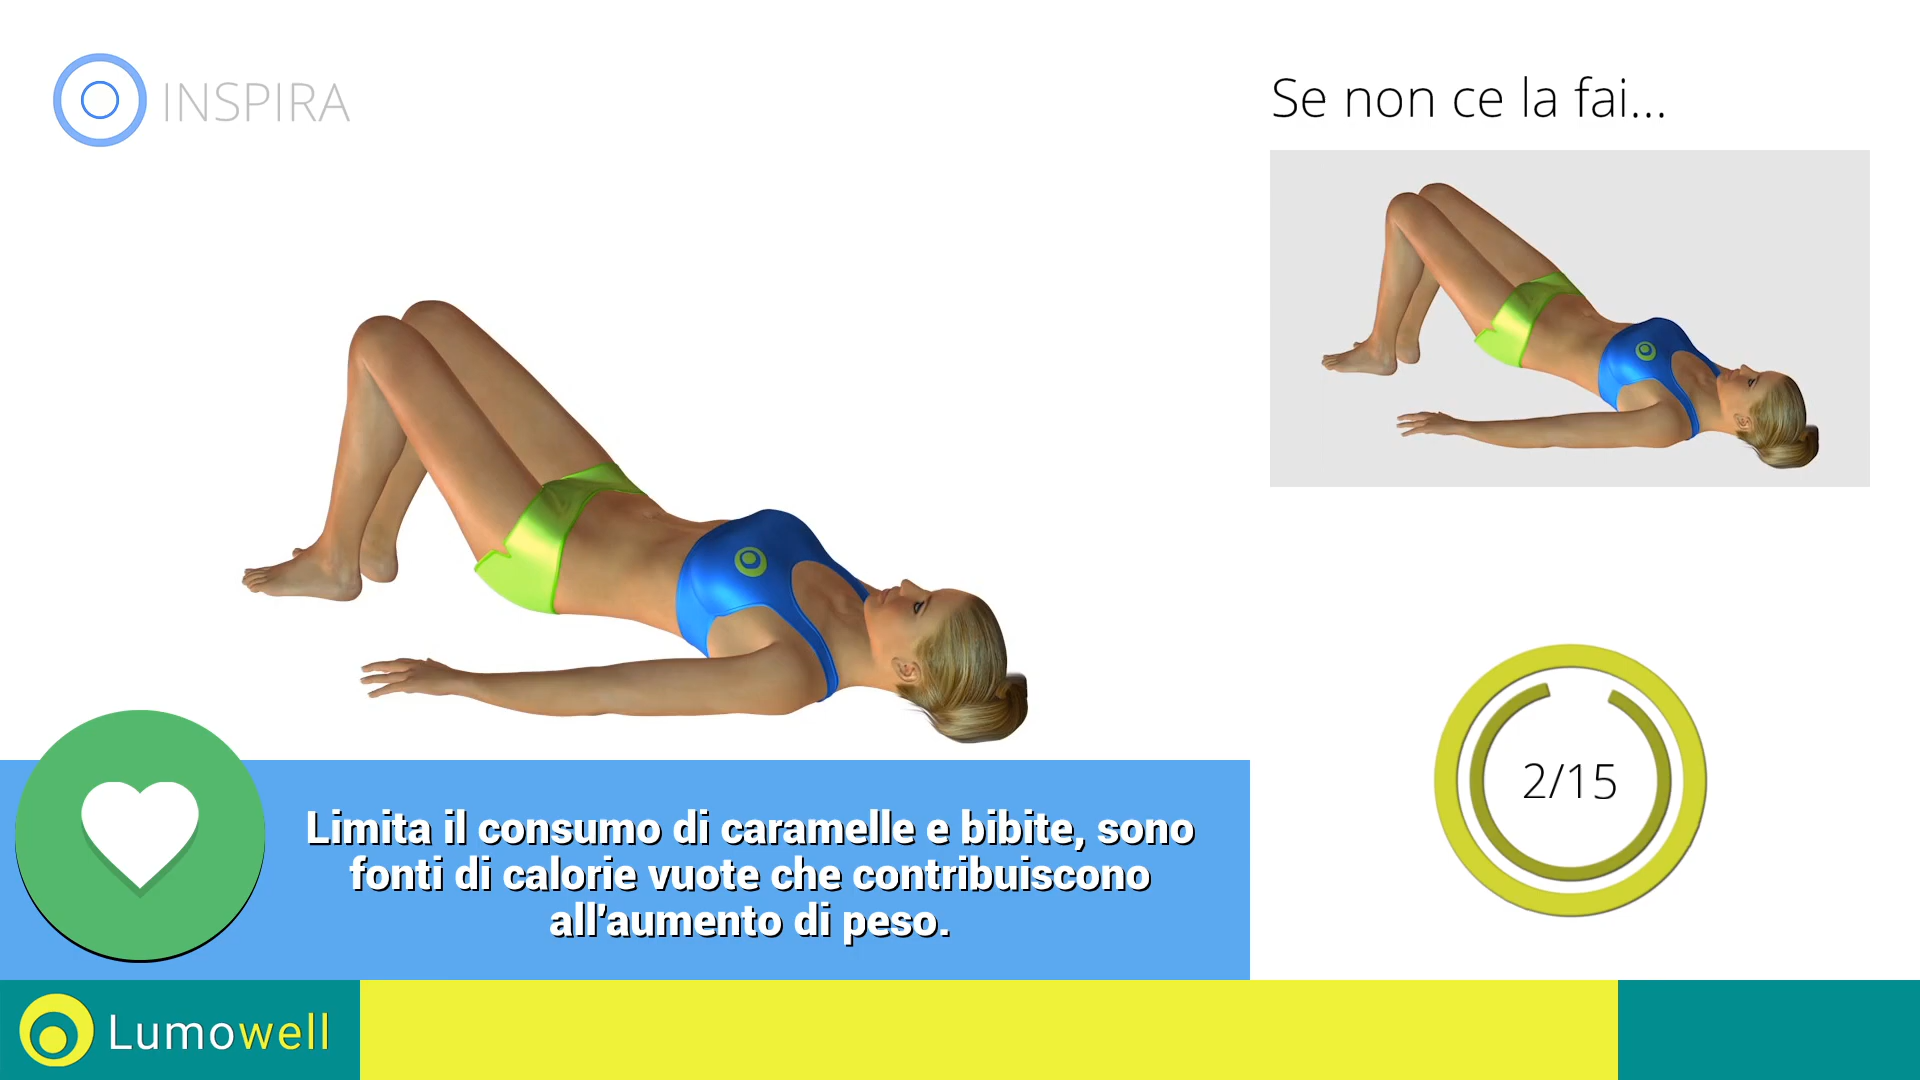 INSPIRA
Se non ce la fai...
2/15
Limita il consumo di caramelle e bibite, sono
fonti di calorie vuote che contribuiscono
all'aumento di peso.
Lumowell